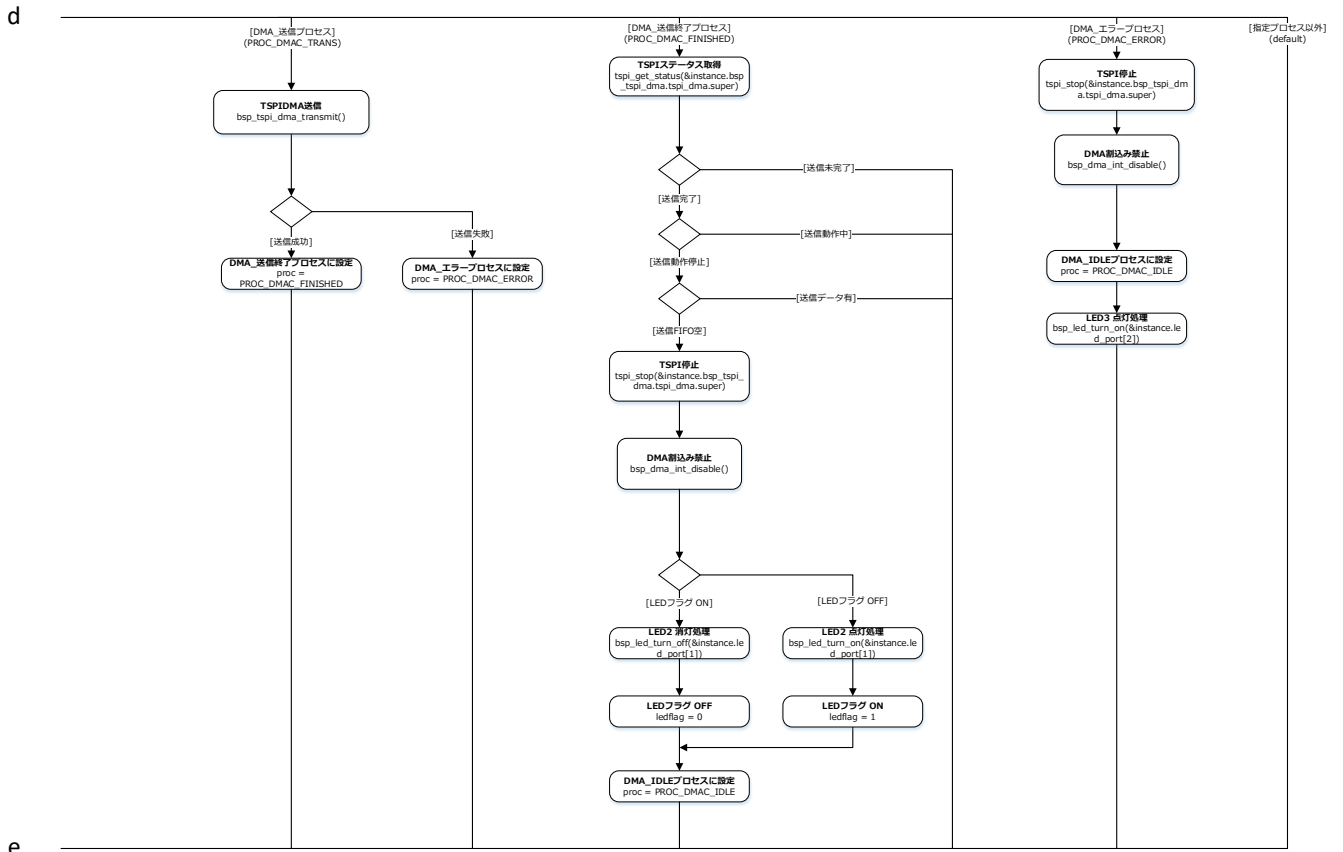 d
[DMA_送信プロセス]
(PROC_DMAC_TRANS)
TSPIDMA送信
bsp_tspi_dma_transmit()
[送信成功]
[送信失敗]
DMA_送信終了プロセスに設定
proc =
PROC_DMAC_FINISHED
DMA_エラープロセスに設定
proc = PROC_DMAC_ERROR
[DMA_送信終了プロセス]
(PROC_DMAC_FINISHED)
TSPIステータス取得
tspi_get_status(&instance.bsp
_tspi_dma.tspi_dma.super)
[送信未完了]
[送信完了]
[送信動作中]
[送信動作停止]
[送信データ有]
[送信FIFO空]
TSPI停止
tspi_stop(&instance.bsp_tspi_
dma.tspi_dma.super)
DMA割込み禁止
bsp_dma_int_disable()
[LEDフラグ ON]
[LEDフラグ OFF]
LED2 消灯処理
bsp_led_turn_off(&instance.le
d_port[1])
LED2 点灯処理
bsp_led_turn_on(&instance.le
d_port[1])
LEDフラグ OFF
ledflag = 0
LEDフラグ ON
ledflag = 1
DMA_IDLEプロセスに設定
proc = PROC_DMAC_IDLE
[DMA_エラープロセス]
(PROC_DMAC_ERROR)
TSPI停止
tspi_stop(&instance.bsp_tspi_dm
a.tspi_dma.super)
DMA割込み禁止
bsp_dma_int_disable()
DMA_IDLEプロセスに設定
proc = PROC_DMAC_IDLE
LED3 点灯処理
bsp_led_turn_on(&instance.le
d_port[2])
[指定プロセス以外]
(default)
e